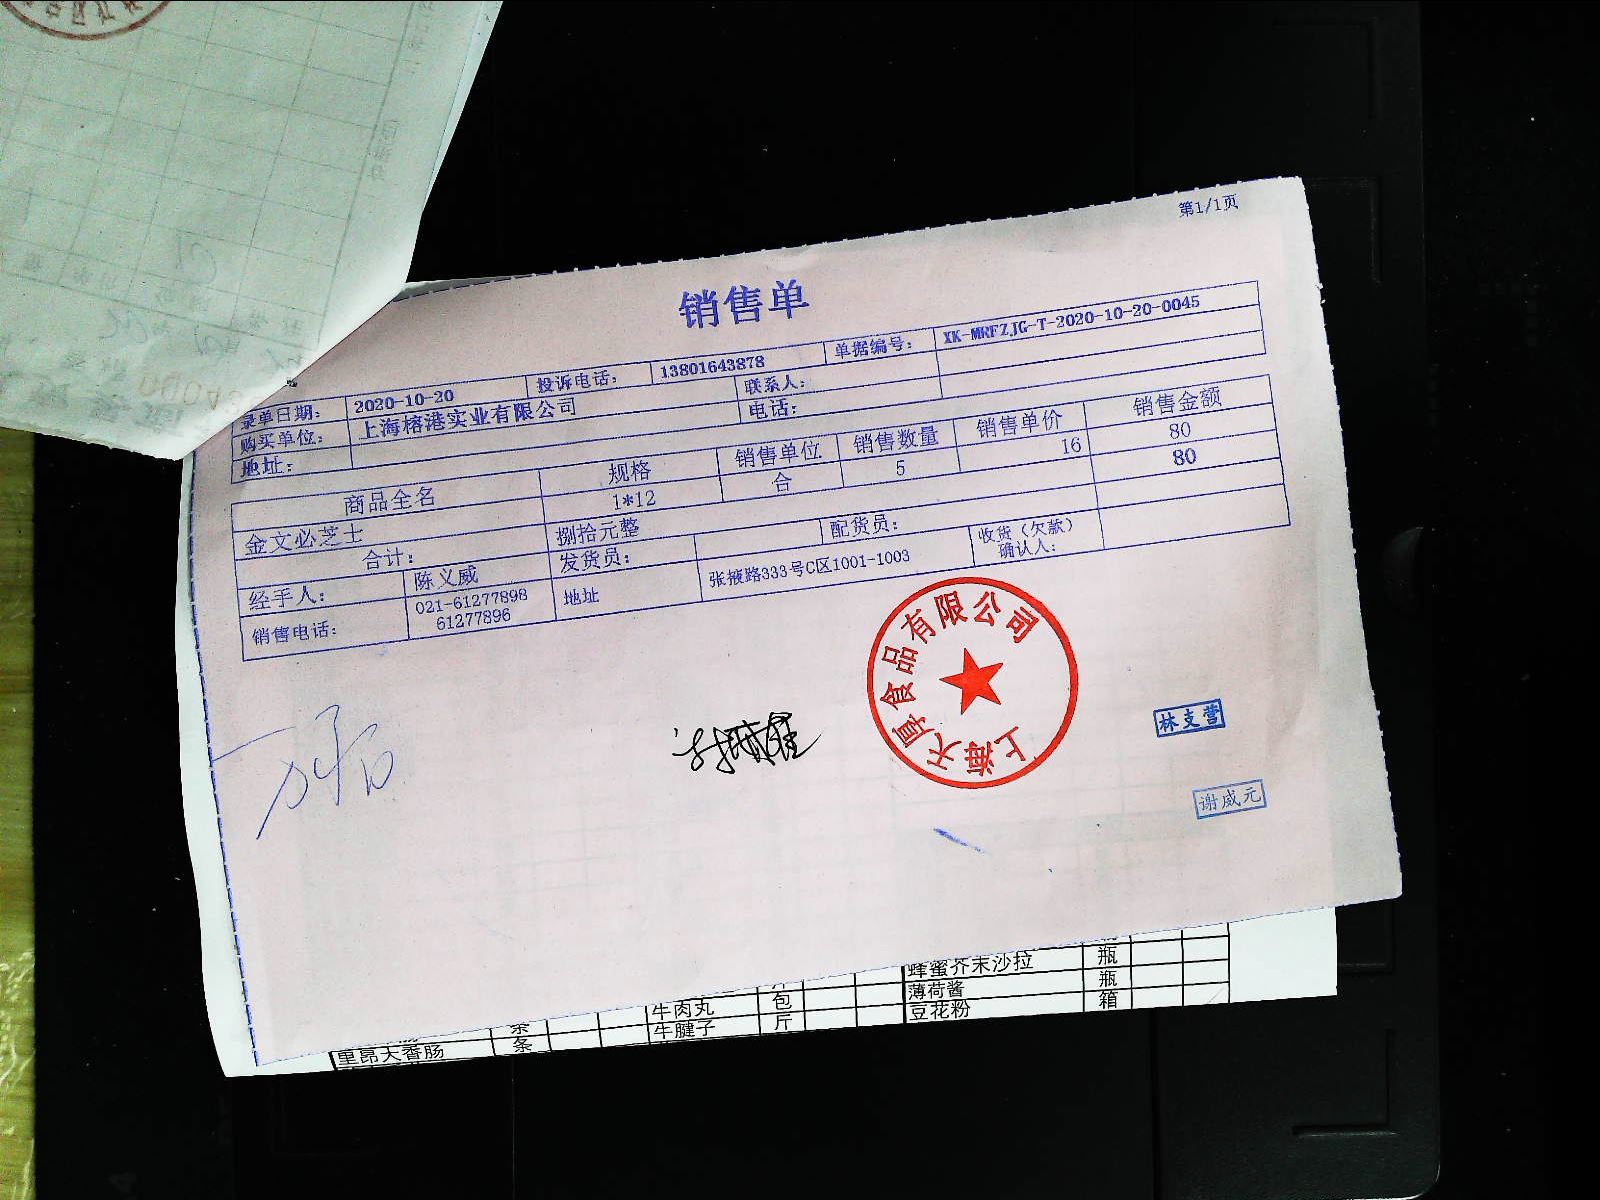 第1/1页
销售单
录单日期： 2020-10-20 投诉电话， 13801643878 单据编号： XK-MRFZJG-T-2020-10-20-0045
购买单位： 上海榕港实业有限公司 联系人：
地址： 电话：
商品全名 规格 销售单位 销售数量 销售单价 销售金额
金文必芝士 1*12 合 5 16 80
合计： 捌拾元整 80
经手人： 陈义威 发货员： 配货员： 收货（欠款）确认人：
销售电话： 021-61277898 61277896 地址 张掖路333号C区1001-1003
上海天厚食品有限公司
林支营
谢威元
蜂蜜芥末沙拉 瓶
牛肉丸 包 薄荷酱 瓶
条 牛腱子 斤 豆花粉 箱
里昂大香肠 条